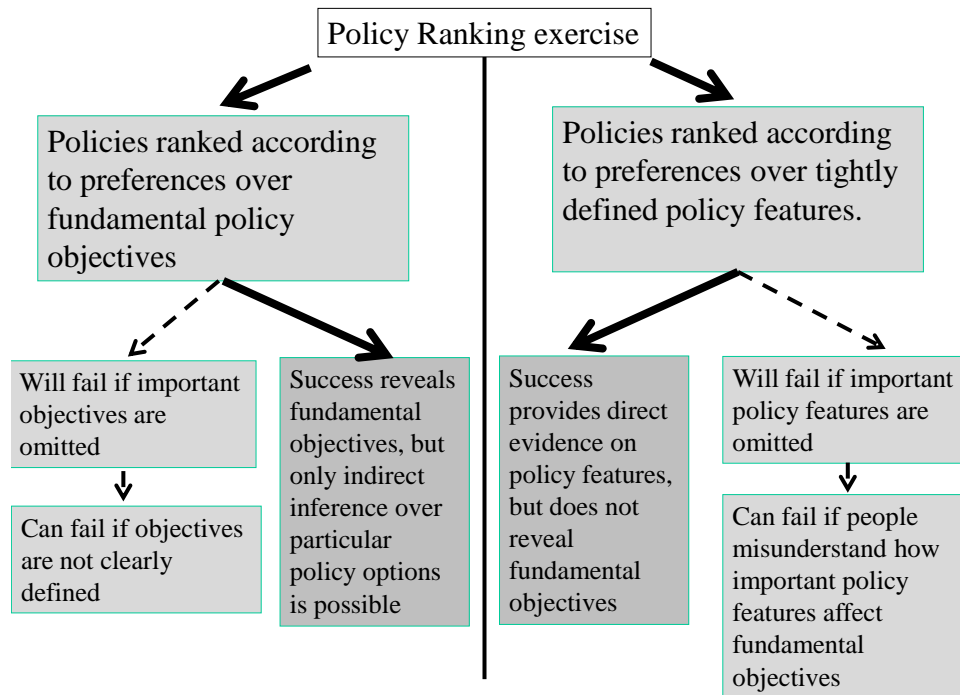 Policy Ranking exercise
Policies ranked according
to preferences over
fundamental policy
objectives
Policies ranked according
to preferences over tightly
defined policy features.
Will fail if important
objectives are
omitted
Can fail if objectives
are not clearly
defined
Success reveals
fundamental
objectives, but
only indirect
inference over
particular
policy options
is possible
Success
provides direct
evidence on
policy features,
but does not
reveal
fundamental
objectives
Will fail if important
policy features are
omitted
Can fail if people
misunderstand how
important policy
features affect
fundamental
objectives